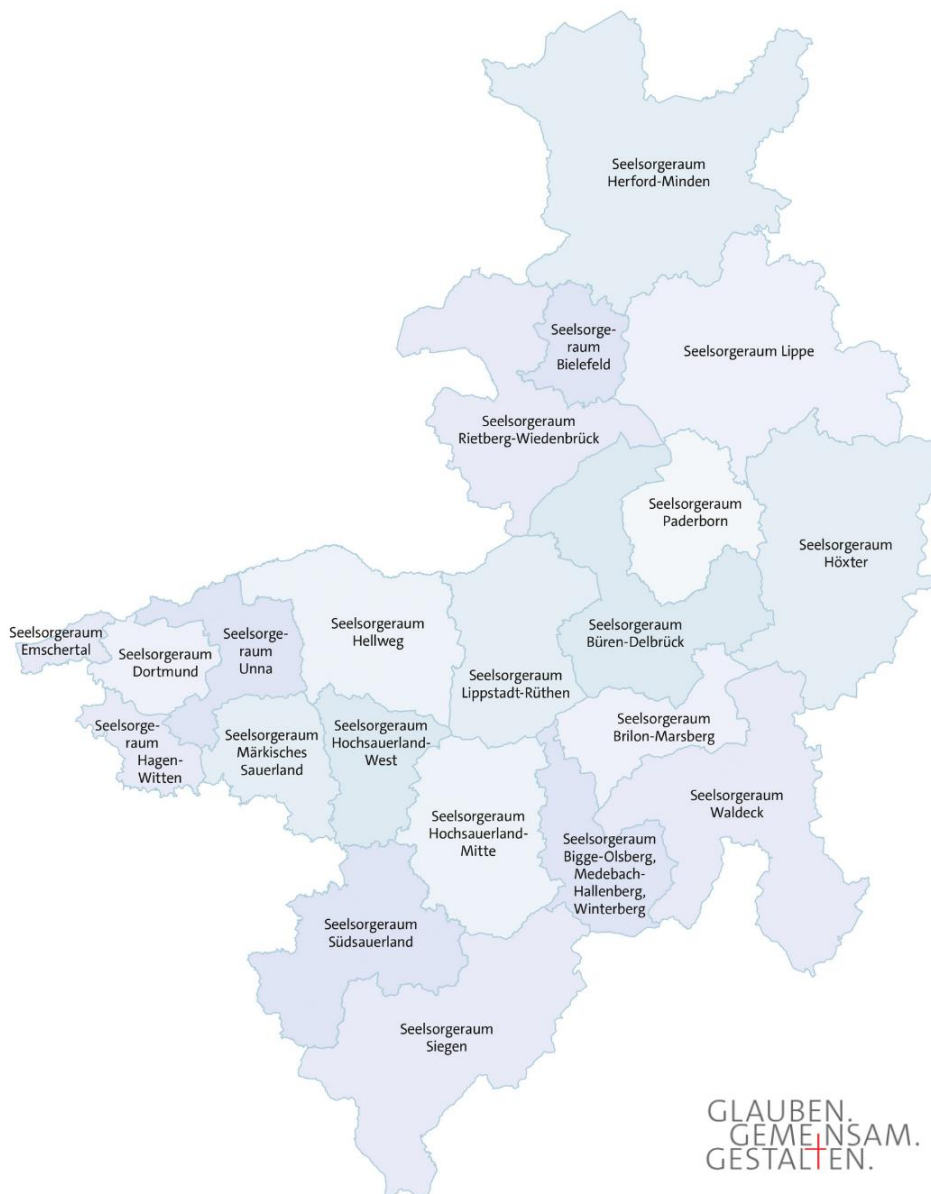 Seelsorgeraum
Herford-Minden
Seelsorge-
raum
Bielefeld
Seelsorgeraum Lippe
Seelsorgeraum
Rietberg-Wiedenbrück
Seelsorgeraum
Paderborn
Seelsorgeraum
Höxter
Seelsorgeraum
Emschertal
Seelsorgeraum
Dortmund
Seelsorge-
raum
Unna
Seelsorgeraum
Hellweg
Seelsorgeraum
Lippstadt-Rüthen
Seelsorgeraum
Büren-Delbrück
Seelsorge-
raum
Hagen-
Witten
Seelsorgeraum
Märkisches
Sauerland
Seelsorgeraum
Hochsauerland-
West
Seelsorgeraum
Brilon-Marsberg
Seelsorgeraum
Waldeck
Seelsorgeraum
Hochsauerland-
Mitte
Seelsorgeraum
Bigge-Olsberg,
Medebach-
Hallenberg,
Winterberg
Seelsorgeraum
Südsauerland
Seelsorgeraum
Siegen
GLAUBEN.
GEMEINSAM.
GESTALTEN.